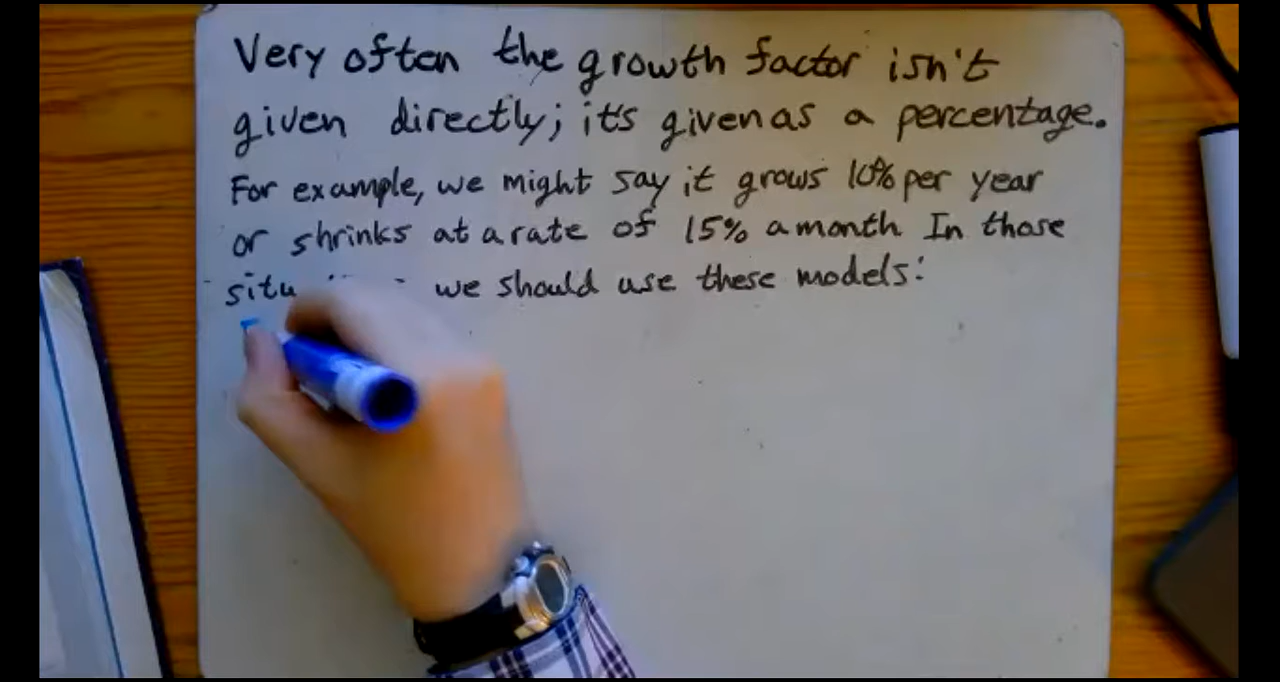 Very often the growth factor isn't
given directly; it's given as a percentage.
For example, we might say it grows 10% per year
or shrinks at a rate of 15% a month In those
we should use these models: